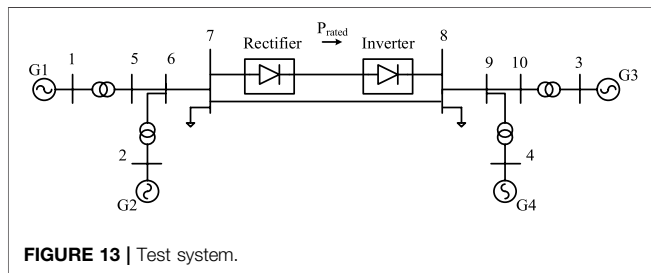 7
Rectifier
P_rated
Inverter
8
G1
1
5
6
9
10
3
G3
2
4
G2
G4
FIGURE 13 | Test system.